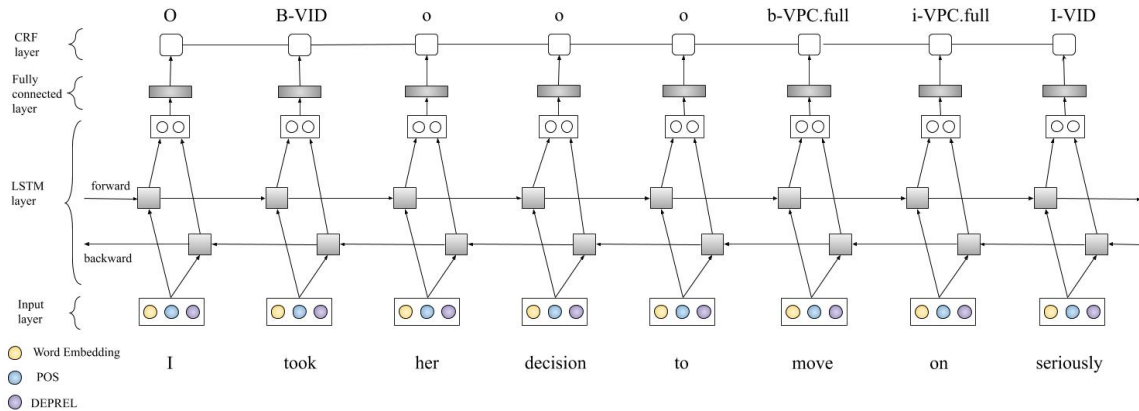 O B-VID o o o b-VPC.full i-VPC.full I-VID
CRF
layer
Fully
connected
layer
LSTM
layer
forward
backward
Input
layer
I took her decision to move on seriously
Word Embedding
POS
DEPREL